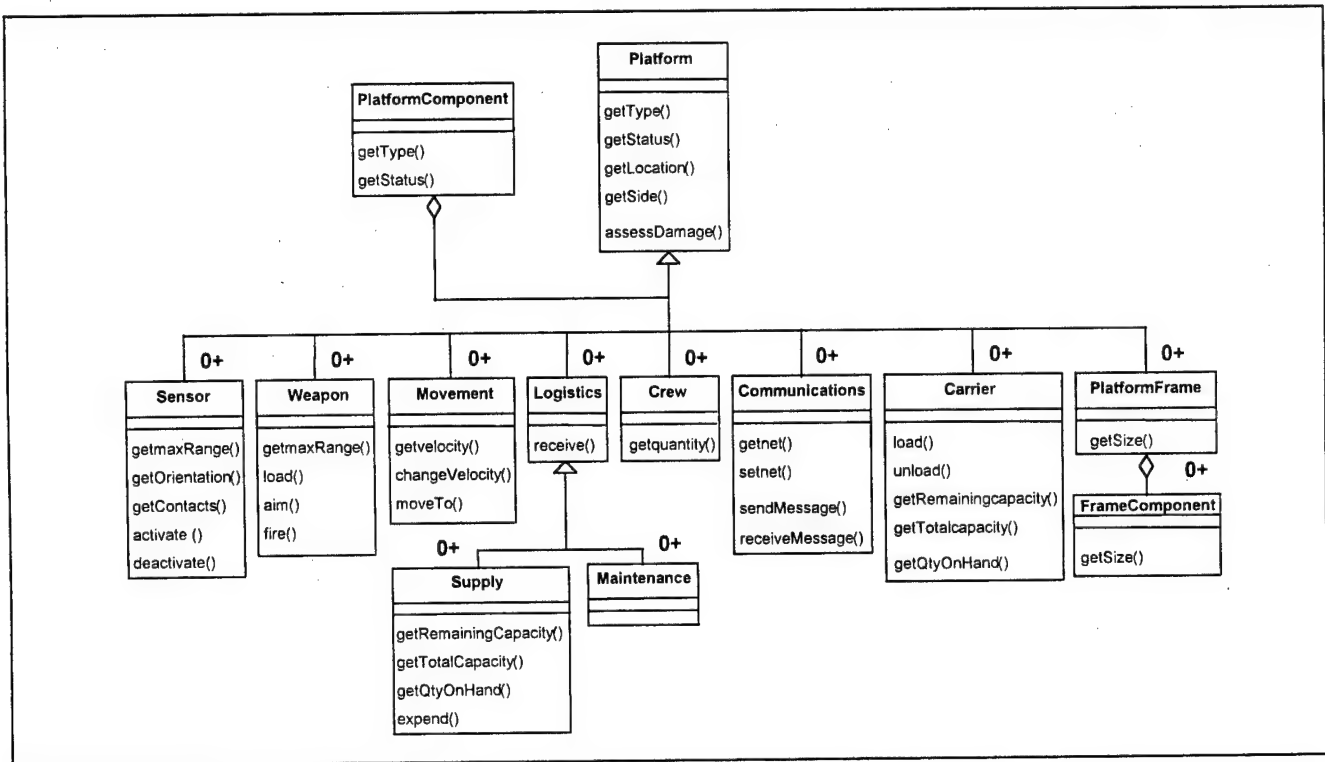 Platform
getType()
getStatus()
getLocation()
getSide()
assessDamage()
PlatformComponent
getType()
getStatus()
0+
0+
0+
0+
0+
0+
0+
0+
Sensor
getmaxRange()
getOrientation()
getContacts()
activate ()
deactivate()
Weapon
getmaxRange()
load()
aim()
fire()
Movement
getvelocity()
changeVelocity()
moveTo()
Logistics
receive()
Crew
getquantity()
Communications
getnet()
setnet()
sendMessage()
receiveMessage()
Carrier
load()
unload()
getRemainingcapacity()
getTotalcapacity()
getQtyOnHand()
PlatformFrame
getSize()
0+
FrameComponent
getSize()
0+
0+
Supply
getRemainingCapacity()
getTotalCapacity()
getQtyOnHand()
expend()
Maintenance